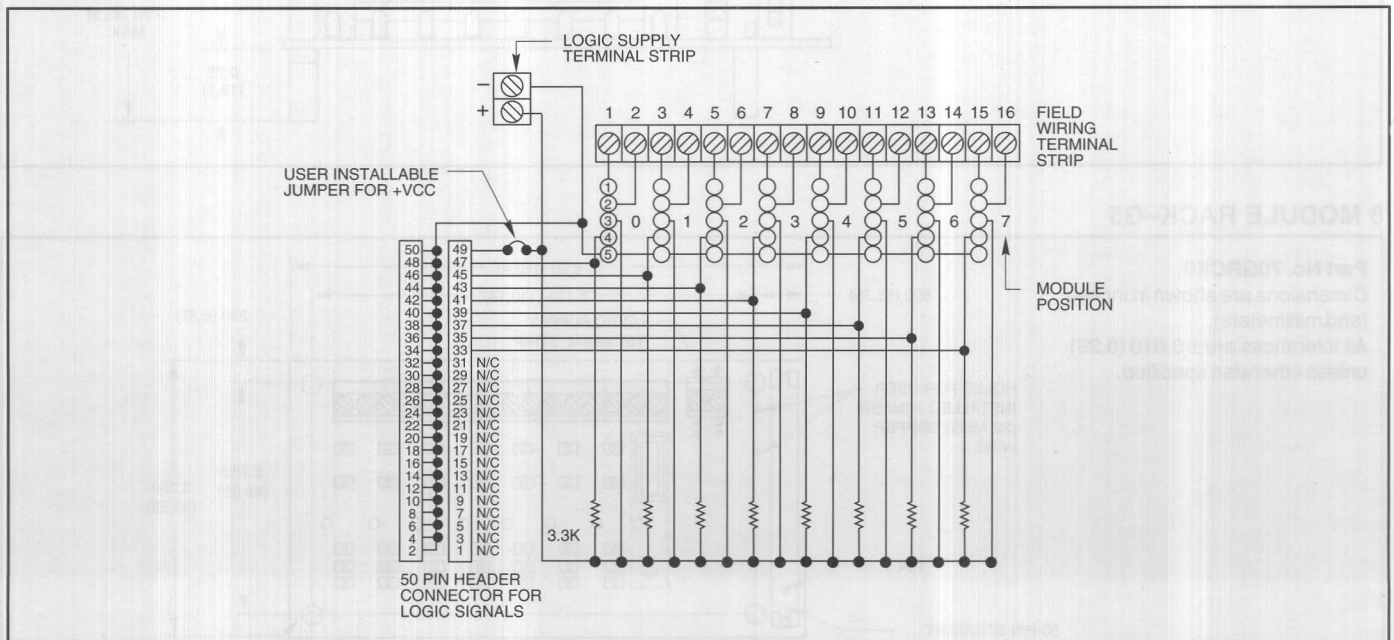 LOGIC SUPPLY
TERMINAL STRIP
−
+
1 2 3 4 5 6 7 8 9 10 11 12 13 14 15 16
FIELD
WIRING
TERMINAL
STRIP
USER INSTALLABLE
JUMPER FOR +VCC
1
2
3
4
5
0 1 2 3 4 5 6 7
MODULE
POSITION
50 49
48 47
46 45
44 43
42 41
40 39
38 37
36 35
34 33
32 31 N/C
30 29 N/C
28 27 N/C
26 25 N/C
24 23 N/C
22 21 N/C
20 19 N/C
18 17 N/C
16 15 N/C
14 13 N/C
12 11 N/C
10 9 N/C
8 7 N/C
6 5 N/C
4 3 N/C
2 1 N/C
3.3K
50 PIN HEADER
CONNECTOR FOR
LOGIC SIGNALS